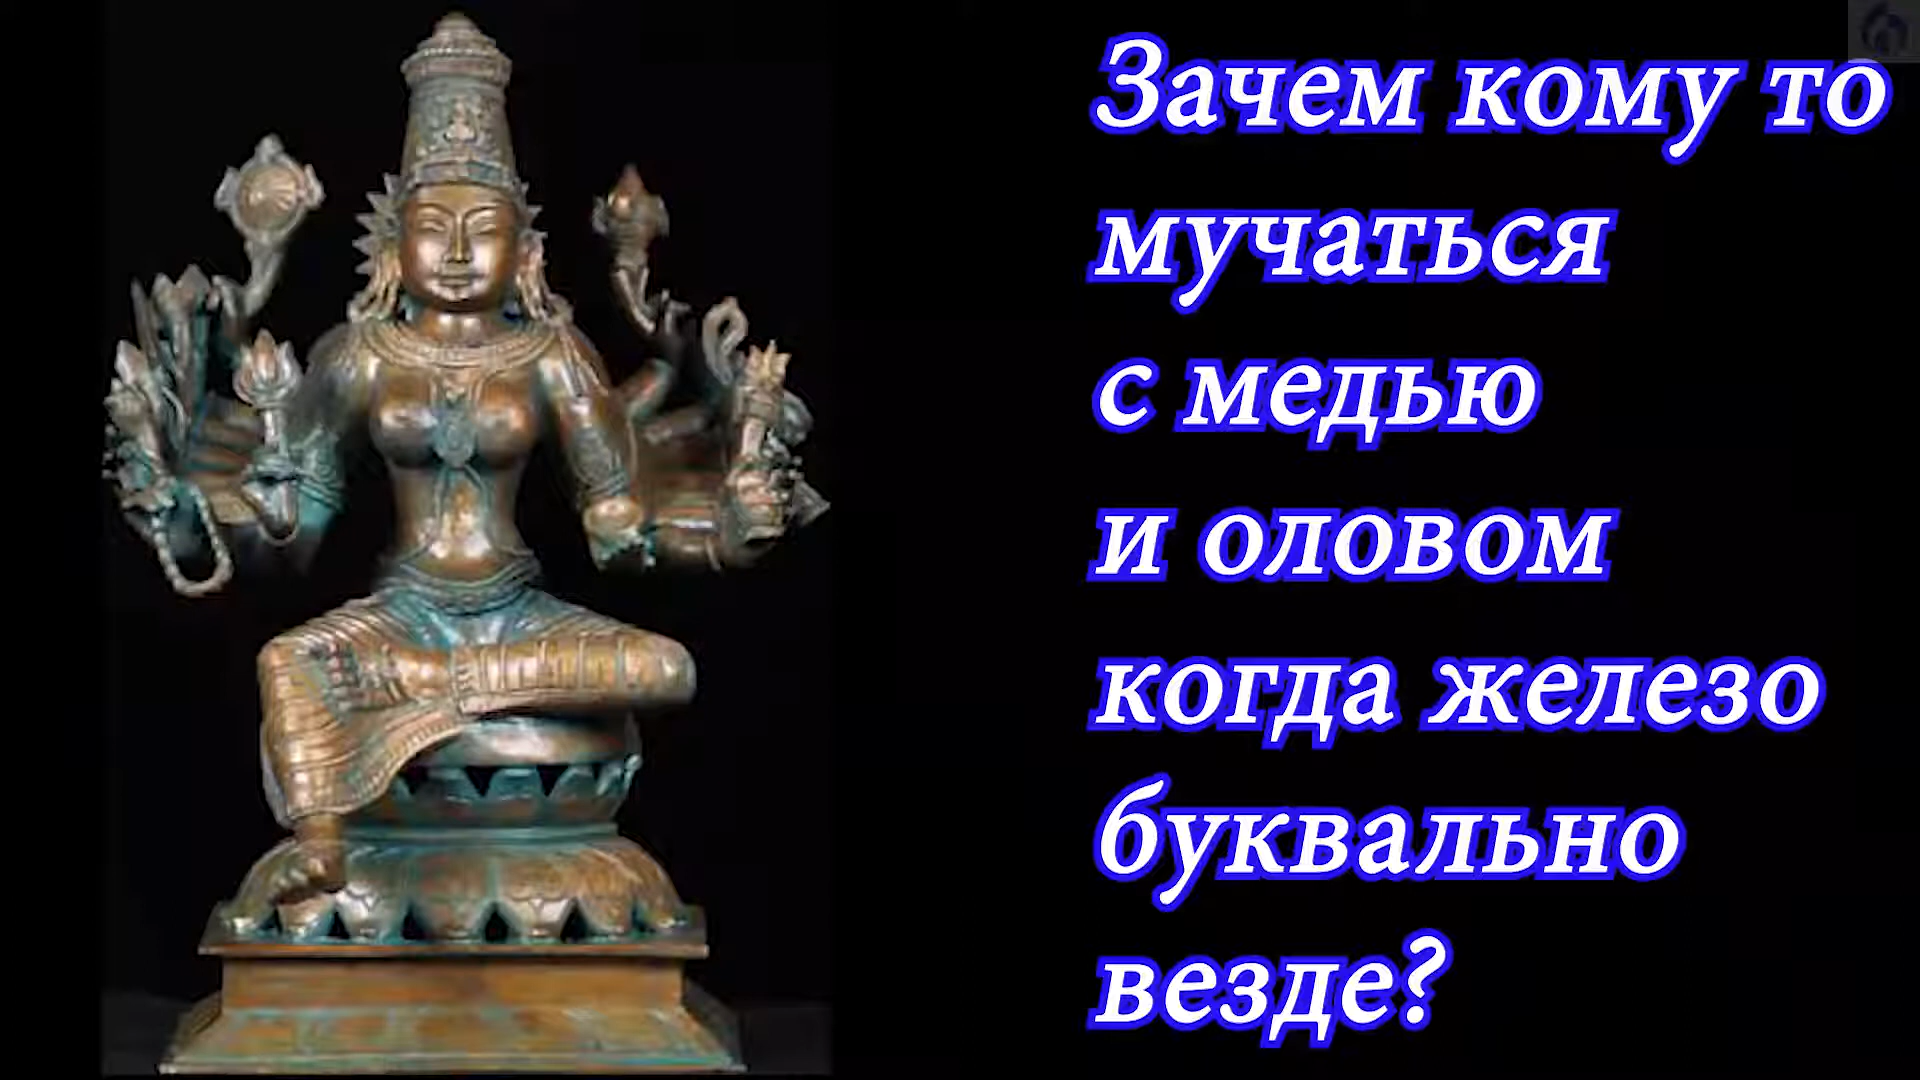 Зачем кому то
мучаться
с медью
и оловом
когда железо
буквально
везде?